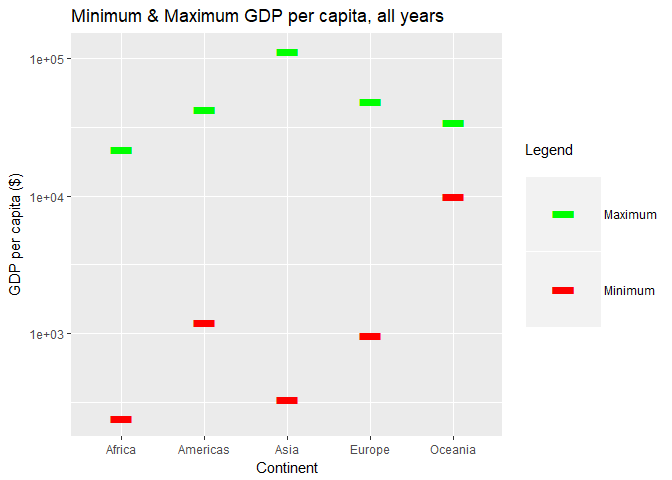 Minimum & Maximum GDP per capita, all years
1e+05
1e+04
1e+03
GDP per capita ($)
Africa Americas Asia Europe Oceania
Continent
Legend
Maximum
Minimum